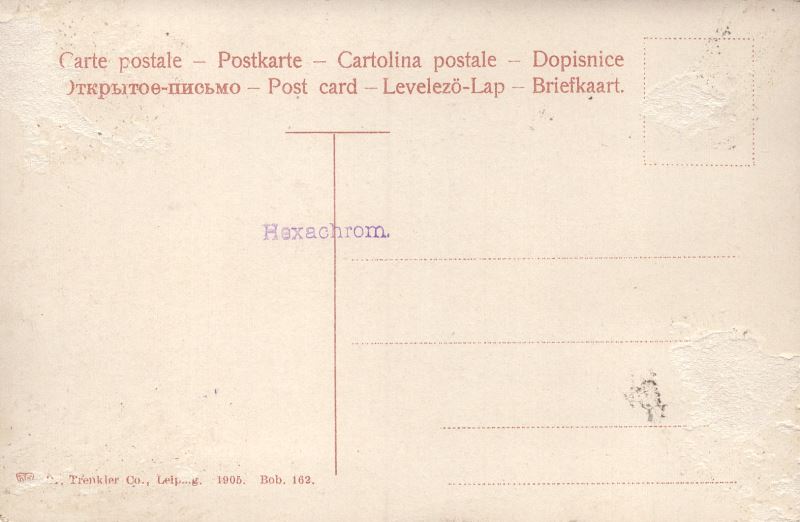 Carte postale – Postkarte – Cartolina postale – Dopisnice
Открытое-письмо – Post card – Levelezö-Lap – Briefkaart.
Hexachrom.
Trenkler Co., Leip...g. 1905. Bob. 162.